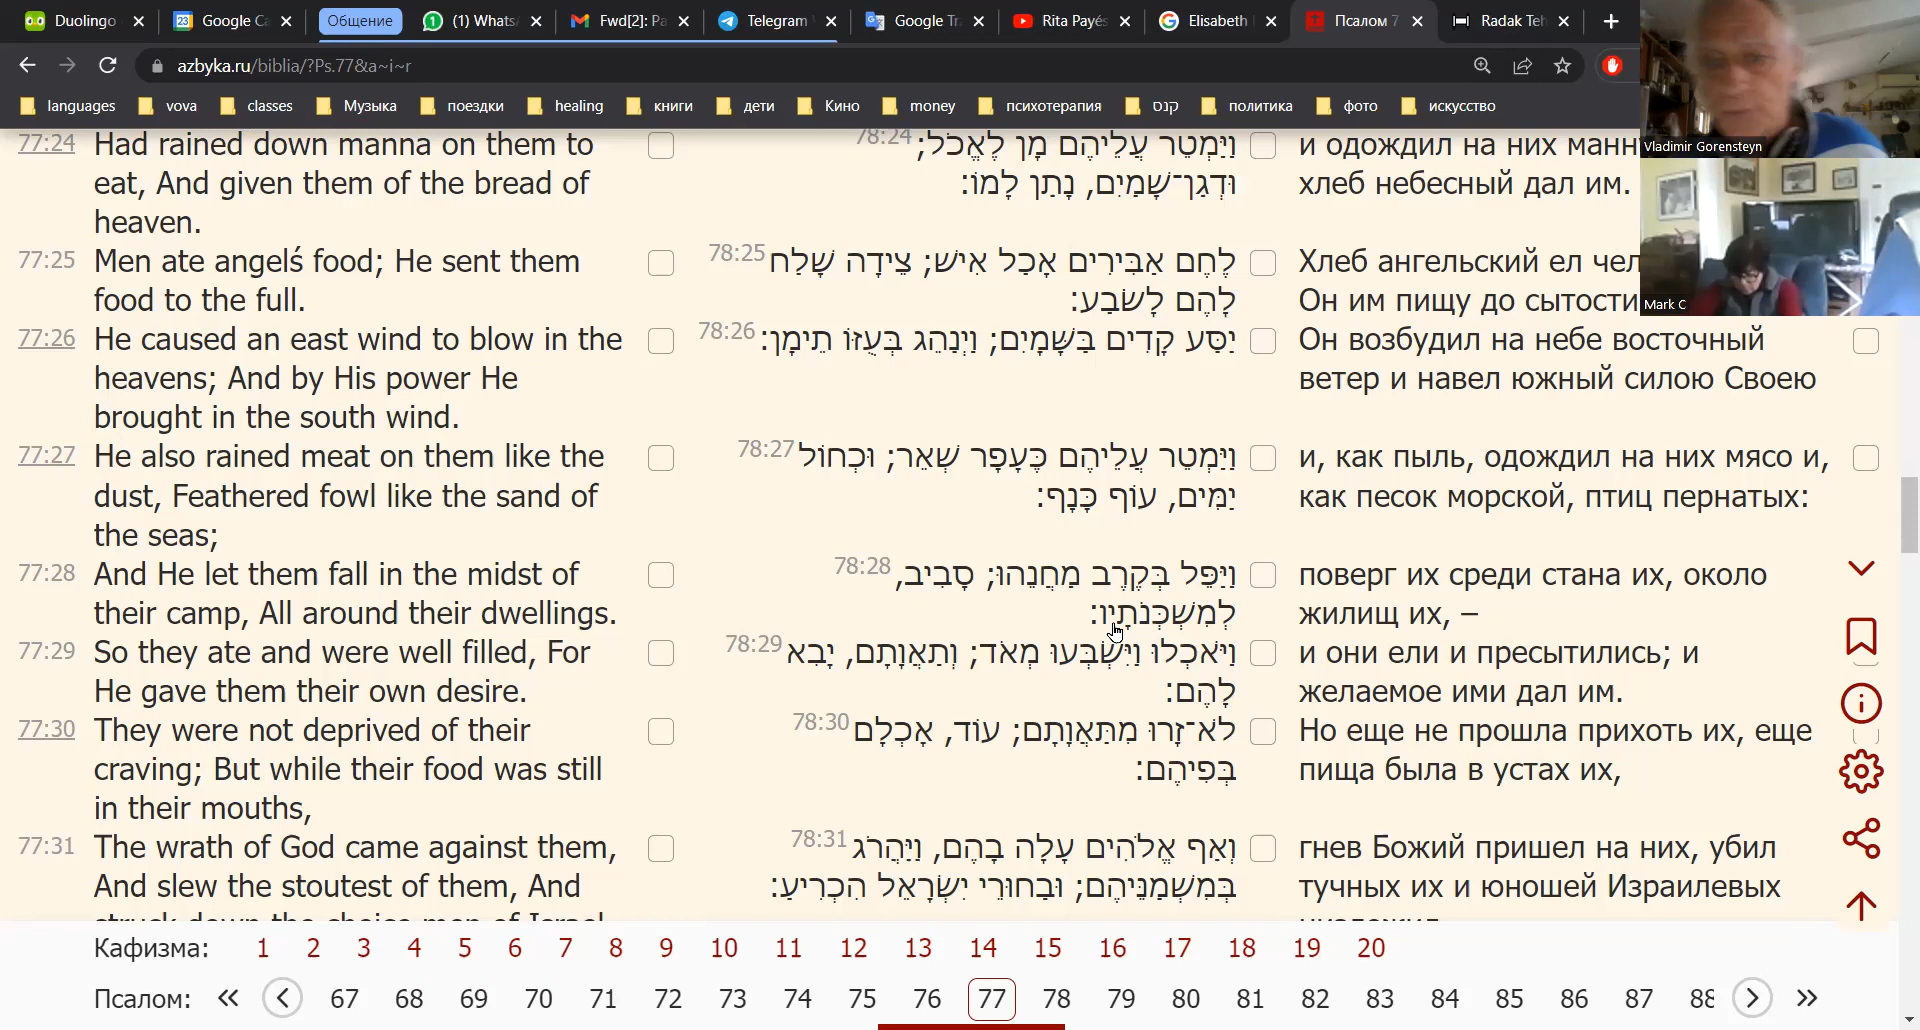 Duolingo
Google Ca
Общение
(1) Whats
Fwd[2]: Pa
Telegram
Google Tr
Rita Payés
Elisabeth
Псалом 7
Radak Teh
azbyka.ru/biblia/?Ps.77&a~i~r
languages
vova
classes
Музыка
поездки
healing
книги
дети
Кино
money
психотерапия
קנס
политика
фото
искусство
Vladimir Gorensteyn
Mark C
77:24 Had rained down manna on them to
eat, And given them of the bread of
heaven.
78:24 וַיַּמְטֵר עֲלֵיהֶם מָן לֶאֱכֹל;
וּדְגַן־שָׁמַיִם, נָתַן לָמוֹ:
и одождил на них манн
хлеб небесный дал им.
77:25 Men ate angelś food; He sent them
food to the full.
78:25 לֶחֶם אַבִּירִים אָכַל אִישׁ; צֵידָה שָׁלַח
לָהֶם לָשֹׂבַע:
Хлеб ангельский ел чел
Он им пищу до сытости
77:26 He caused an east wind to blow in the
heavens; And by His power He
brought in the south wind.
78:26 יַסַּע קָדִים בַּשָּׁמָיִם; וַיְנַהֵג בְּעֻזּוֹ תֵימָן:
Он возбудил на небе восточный
ветер и навел южный силою Своею
77:27 He also rained meat on them like the
dust, Feathered fowl like the sand of
the seas;
78:27 וַיַּמְטֵר עֲלֵיהֶם כֶּעָפָר שְׁאֵר; וּכְחוֹל
יַמִּים, עוֹף כָּנָף:
и, как пыль, одождил на них мясо и,
как песок морской, птиц пернатых:
77:28 And He let them fall in the midst of
their camp, All around their dwellings.
78:28 וַיַּפֵּל בְּקֶרֶב מַחֲנֵהוּ; סָבִיב,
לְמִשְׁכְּנֹתָיו:
поверг их среди стана их, около
жилищ их, –
77:29 So they ate and were well filled, For
He gave them their own desire.
78:29 וַיֹּאכְלוּ וַיִּשְׂבְּעוּ מְאֹד; וְתַאֲוָתָם, יָבִא
לָהֶם:
и они ели и пресытились; и
желаемое ими дал им.
77:30 They were not deprived of their
craving; But while their food was still
in their mouths,
78:30 לֹא־זָרוּ מִתַּאֲוָתָם; עוֹד, אָכְלָם
בְּפִיהֶם:
Но еще не прошла прихоть их, еще
пища была в устах их,
77:31 The wrath of God came against them,
And slew the stoutest of them, And
struck down the choice men of Israel
78:31 וְאַף אֱלֹהִים עָלָה בָהֶם, וַיַּהֲרֹג
בְּמִשְׁמַנֵּיהֶם; וּבַחוּרֵי יִשְׂרָאֵל הִכְרִיעַ:
гнев Божий пришел на них, убил
тучных их и юношей Израилевых
Кафизма: 1 2 3 4 5 6 7 8 9 10 11 12 13 14 15 16 17 18 19 20
Псалом: 67 68 69 70 71 72 73 74 75 76 77 78 79 80 81 82 83 84 85 86 87 88